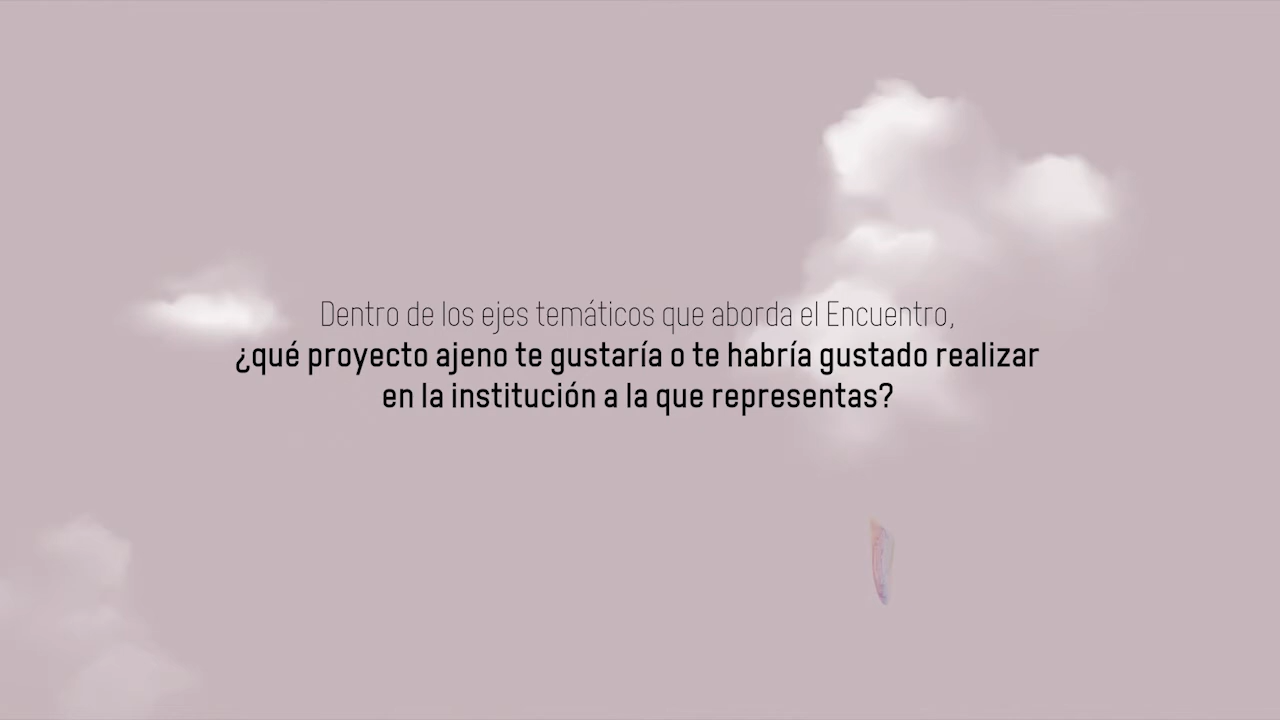 Dentro de los ejes temáticos que aborda el Encuentro,
¿qué proyecto ajeno te gustaría o te habría gustado realizar
en la institución a la que representas?